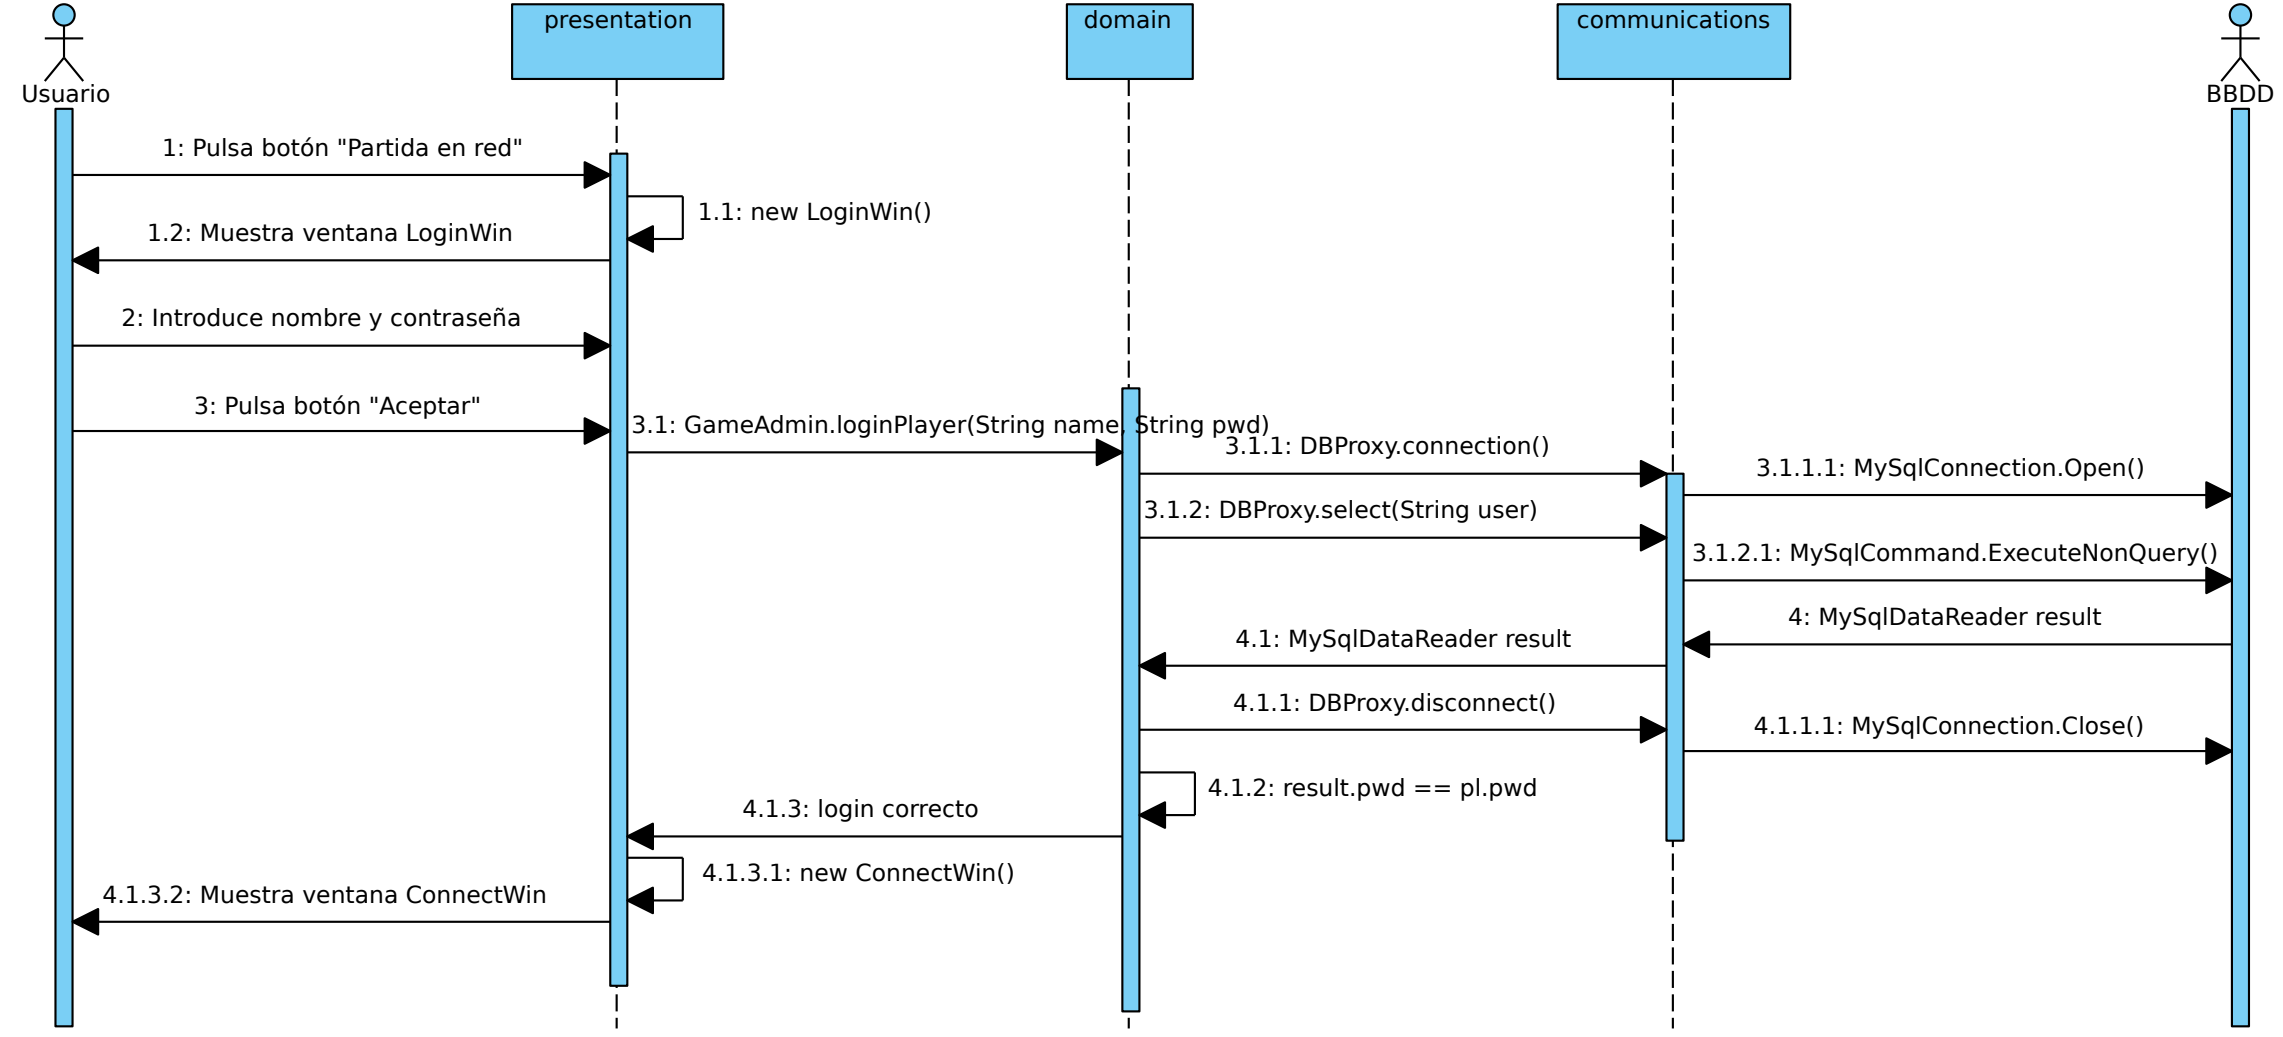 presentation
domain
communications
Usuario
BBDD
1: Pulsa botón "Partida en red"
1.1: new LoginWin()
1.2: Muestra ventana LoginWin
2: Introduce nombre y contraseña
3: Pulsa botón "Aceptar"
3.1: GameAdmin.loginPlayer(String name, String pwd)
3.1.1: DBProxy.connection()
3.1.1.1: MySqlConnection.Open()
3.1.2: DBProxy.select(String user)
3.1.2.1: MySqlCommand.ExecuteNonQuery()
4: MySqlDataReader result
4.1: MySqlDataReader result
4.1.1: DBProxy.disconnect()
4.1.1.1: MySqlConnection.Close()
4.1.2: result.pwd == pl.pwd
4.1.3: login correcto
4.1.3.1: new ConnectWin()
4.1.3.2: Muestra ventana ConnectWin